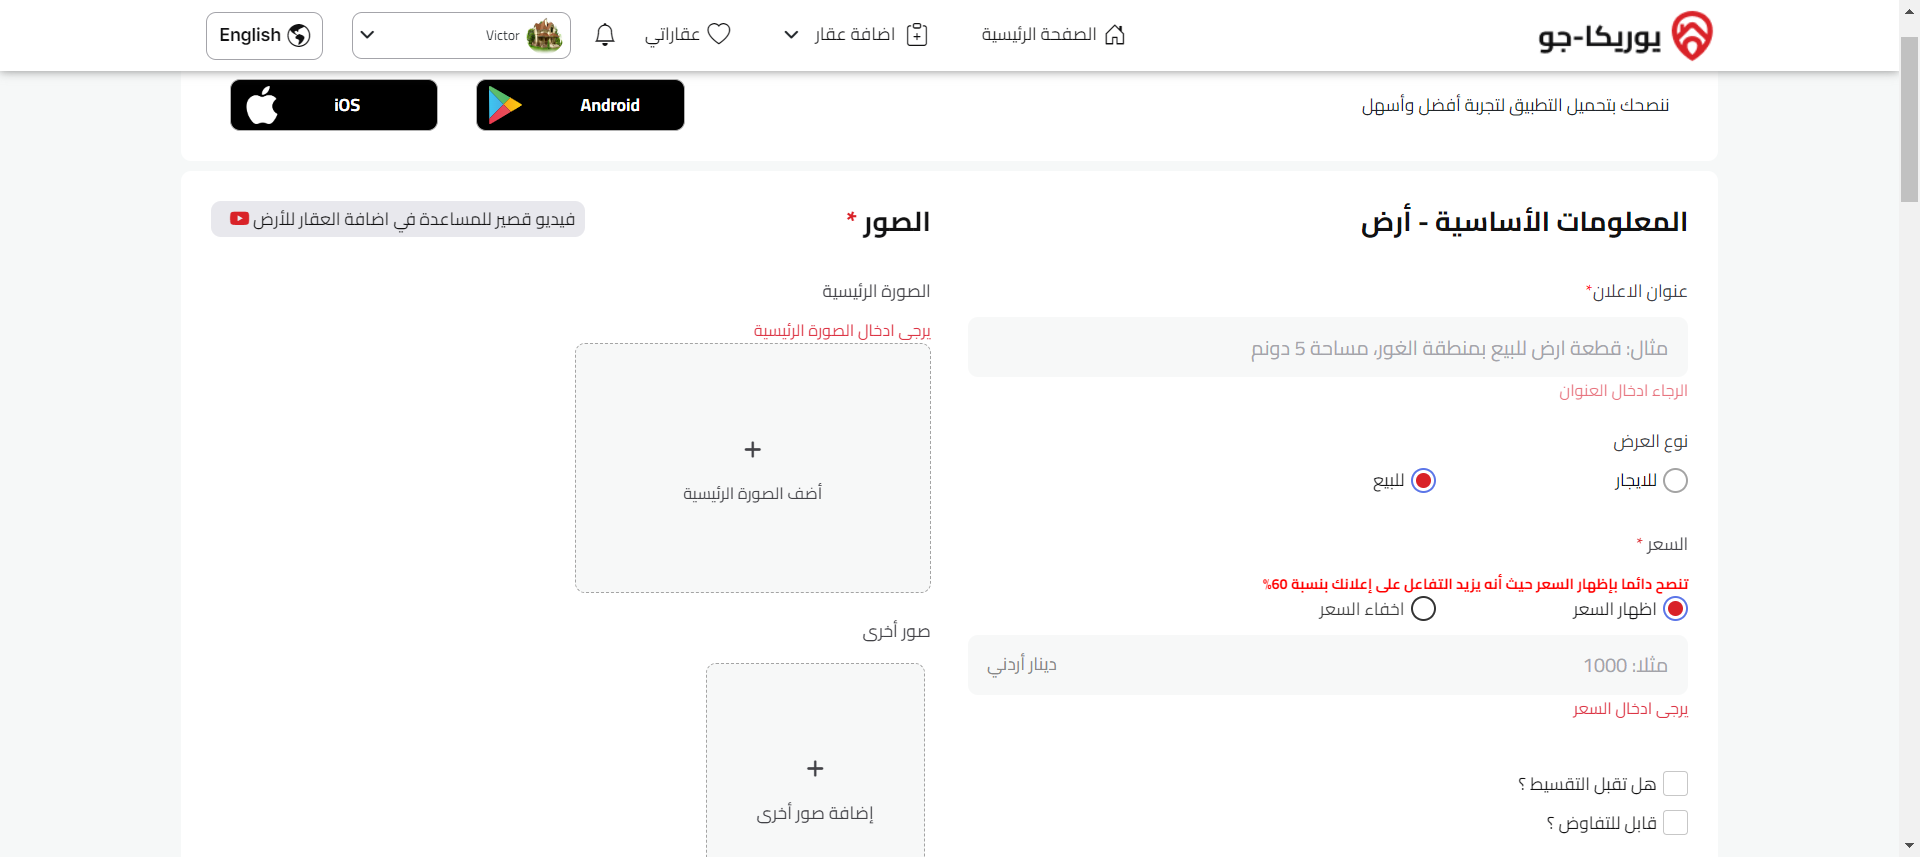 يوريكا-جو
الصفحة الرئيسية
اضافة عقار
عقاراتي
Victor
English
ننصحك بتحميل التطبيق لتجربة أفضل وأسهل
Android
iOS
المعلومات الأساسية - أرض
عنوان الاعلان*
مثال: قطعة ارض للبيع بمنطقة الغور، مساحة 5 دونم
الرجاء ادخال العنوان
نوع العرض
للايجار
للبيع
السعر *
تنصح دائما بإظهار السعر حيث أنه يزيد التفاعل على إعلانك بنسبة 60%
اظهار السعر
اخفاء السعر
مثلا: 1000
دينار أردني
يرجى ادخال السعر
هل تقبل التقسيط ؟
قابل للتفاوض ؟
الصور *
فيديو قصير للمساعدة في اضافة العقار للأرض
الصورة الرئيسية
يرجى ادخال الصورة الرئيسية
+
أضف الصورة الرئيسية
صور أخرى
+
إضافة صور أخرى